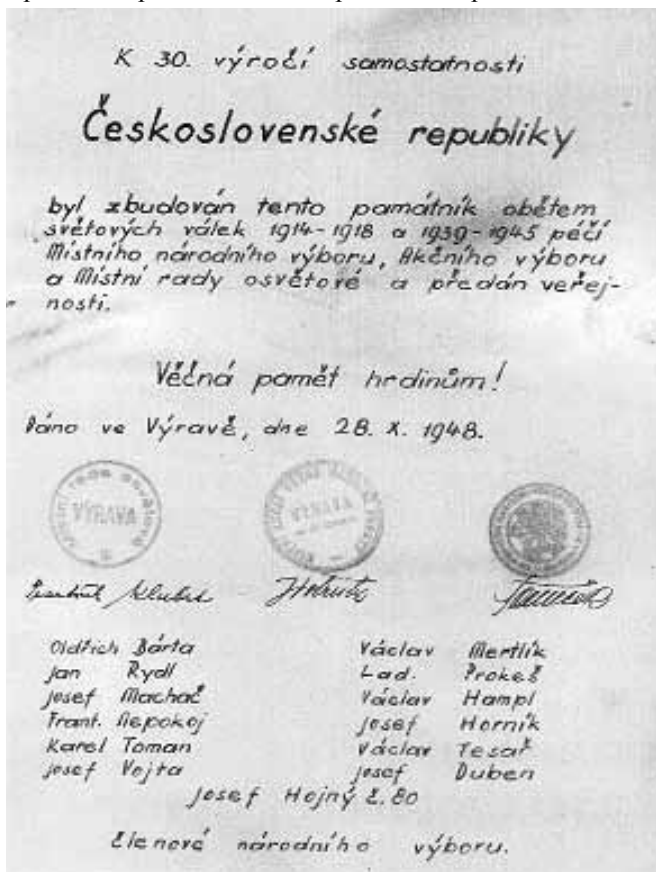 K 30. výročí samostatnosti
Československé republiky
byl zbudován tento památník obětem
světových válek 1914-1918 a 1939-1945 péčí
Místního národního výboru, Akčního výboru
a Místní rady osvětové a předán veřej-
nosti.
Věčná pamět hrdinům!
Dáno ve Výravě, dne 28. X. 1948.
VÝRAVA
VÝRAVA
Oldřich Bárta Václav Mertlík
Jan Rydl Lad. Prokeš
Josef Machač Václav Hampl
Frant. Nepokoj Josef Horník
Karel Toman Václav Tesař
Josef Vojta Josef Duben
Josef Hojný č. 80
Členové národního výboru.